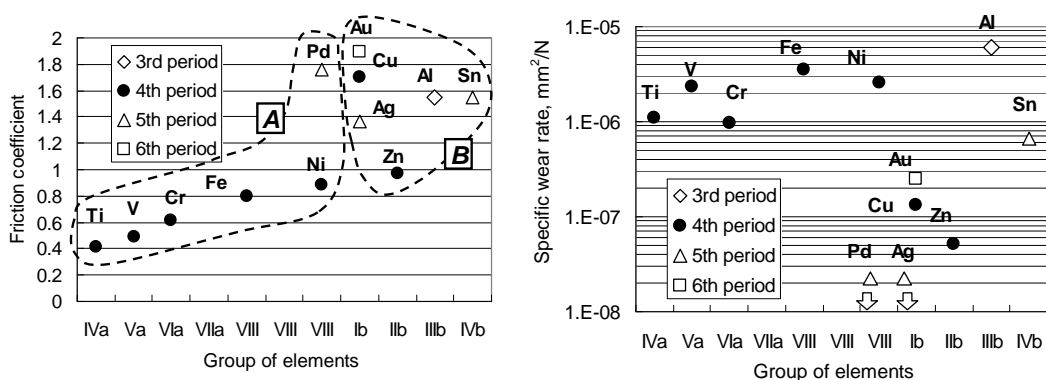 Friction coefficient
2
1.8
1.6
1.4
1.2
1
0.8
0.6
0.4
0.2
0
3rd period
4th period
5th period
6th period
Ti
V
Cr
Fe
Ni
Pd
Au
Cu
Ag
Zn
Al
Sn
A
B
IVa Va VIa VIIa VIII VIII VIII Ib IIb IIIb IVb
Group of elements
Specific wear rate, mm²/N
1.E-05
1.E-06
1.E-07
1.E-08
Ti
V
Cr
Fe
Ni
Al
Sn
Au
Cu
Zn
Pd
Ag
3rd period
4th period
5th period
6th period
IVa Va VIa VIIa VIII VIII VIII Ib IIb IIIb IVb
Group of elements